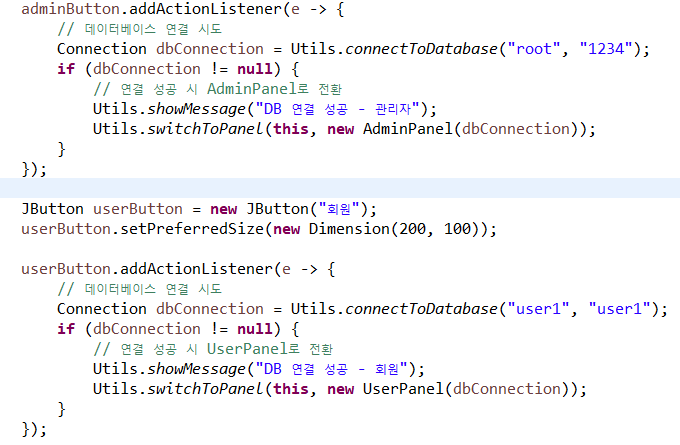 adminButton.addActionListener(e -> {
    // 데이터베이스 연결 시도
    Connection dbConnection = Utils.connectToDatabase("root", "1234");
    if (dbConnection != null) {
        // 연결 성공 시 AdminPanel로 전환
        Utils.showMessage("DB 연결 성공 - 관리자");
        Utils.switchToPanel(this, new AdminPanel(dbConnection));
    }
});
JButton userButton = new JButton("회원");
userButton.setPreferredSize(new Dimension(200, 100));
userButton.addActionListener(e -> {
    // 데이터베이스 연결 시도
    Connection dbConnection = Utils.connectToDatabase("user1", "user1");
    if (dbConnection != null) {
        // 연결 성공 시 UserPanel로 전환
        Utils.showMessage("DB 연결 성공 - 회원");
        Utils.switchToPanel(this, new UserPanel(dbConnection));
    }
});